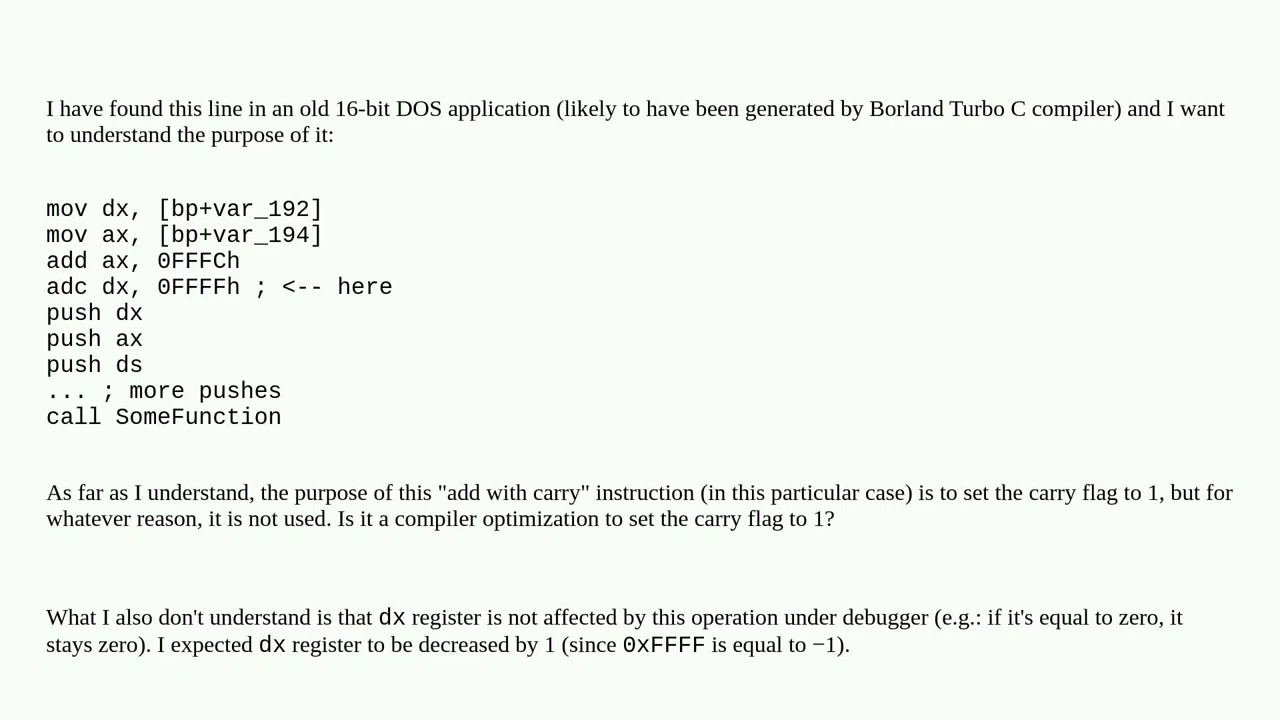 I have found this line in an old 16-bit DOS application (likely to have been generated by Borland Turbo C compiler) and I want
to understand the purpose of it:
mov dx, [bp+var_192]
mov ax, [bp+var_194]
add ax, 0FFFCh
adc dx, 0FFFFh ; <-- here
push dx
push ax
push ds
... ; more pushes
call SomeFunction
As far as I understand, the purpose of this "add with carry" instruction (in this particular case) is to set the carry flag to 1, but for
whatever reason, it is not used. Is it a compiler optimization to set the carry flag to 1?
What I also don't understand is that dx register is not affected by this operation under debugger (e.g.: if it's equal to zero, it
stays zero). I expected dx register to be decreased by 1 (since 0xFFFF is equal to −1).